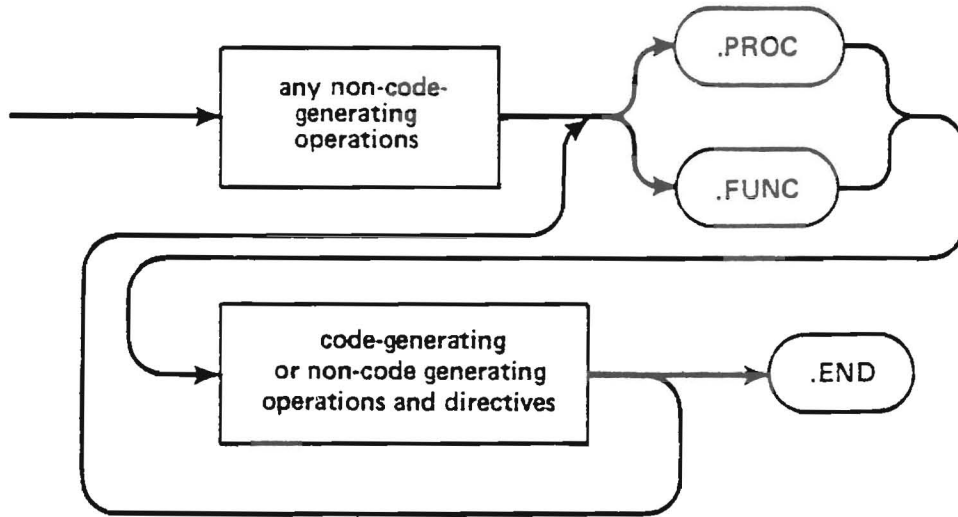 any non-code-
generating
operations
.PROC
.FUNC
code-generating
or non-code generating
operations and directives
.END